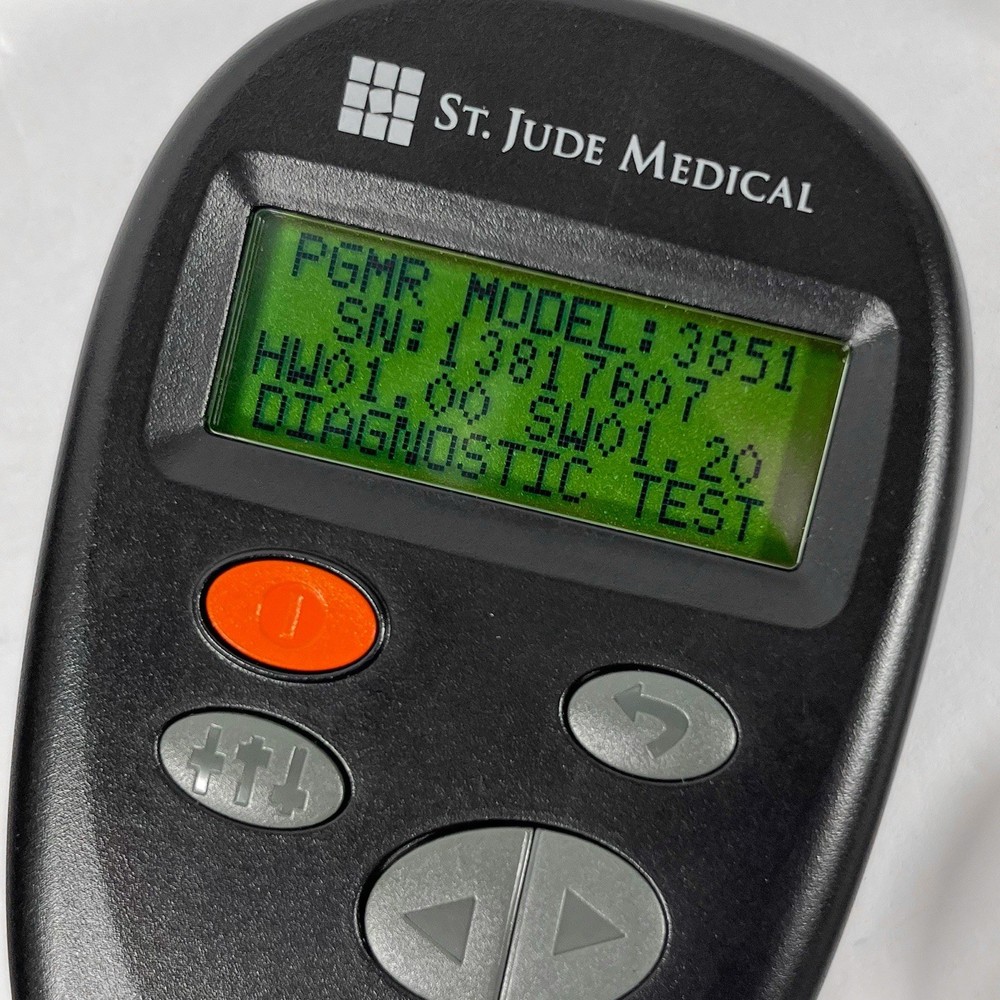 ST. JUDE MEDICAL
PGMR MODEL:3851
SN:13817607
HW01.00 SW01.20
DIAGNOSTIC TEST